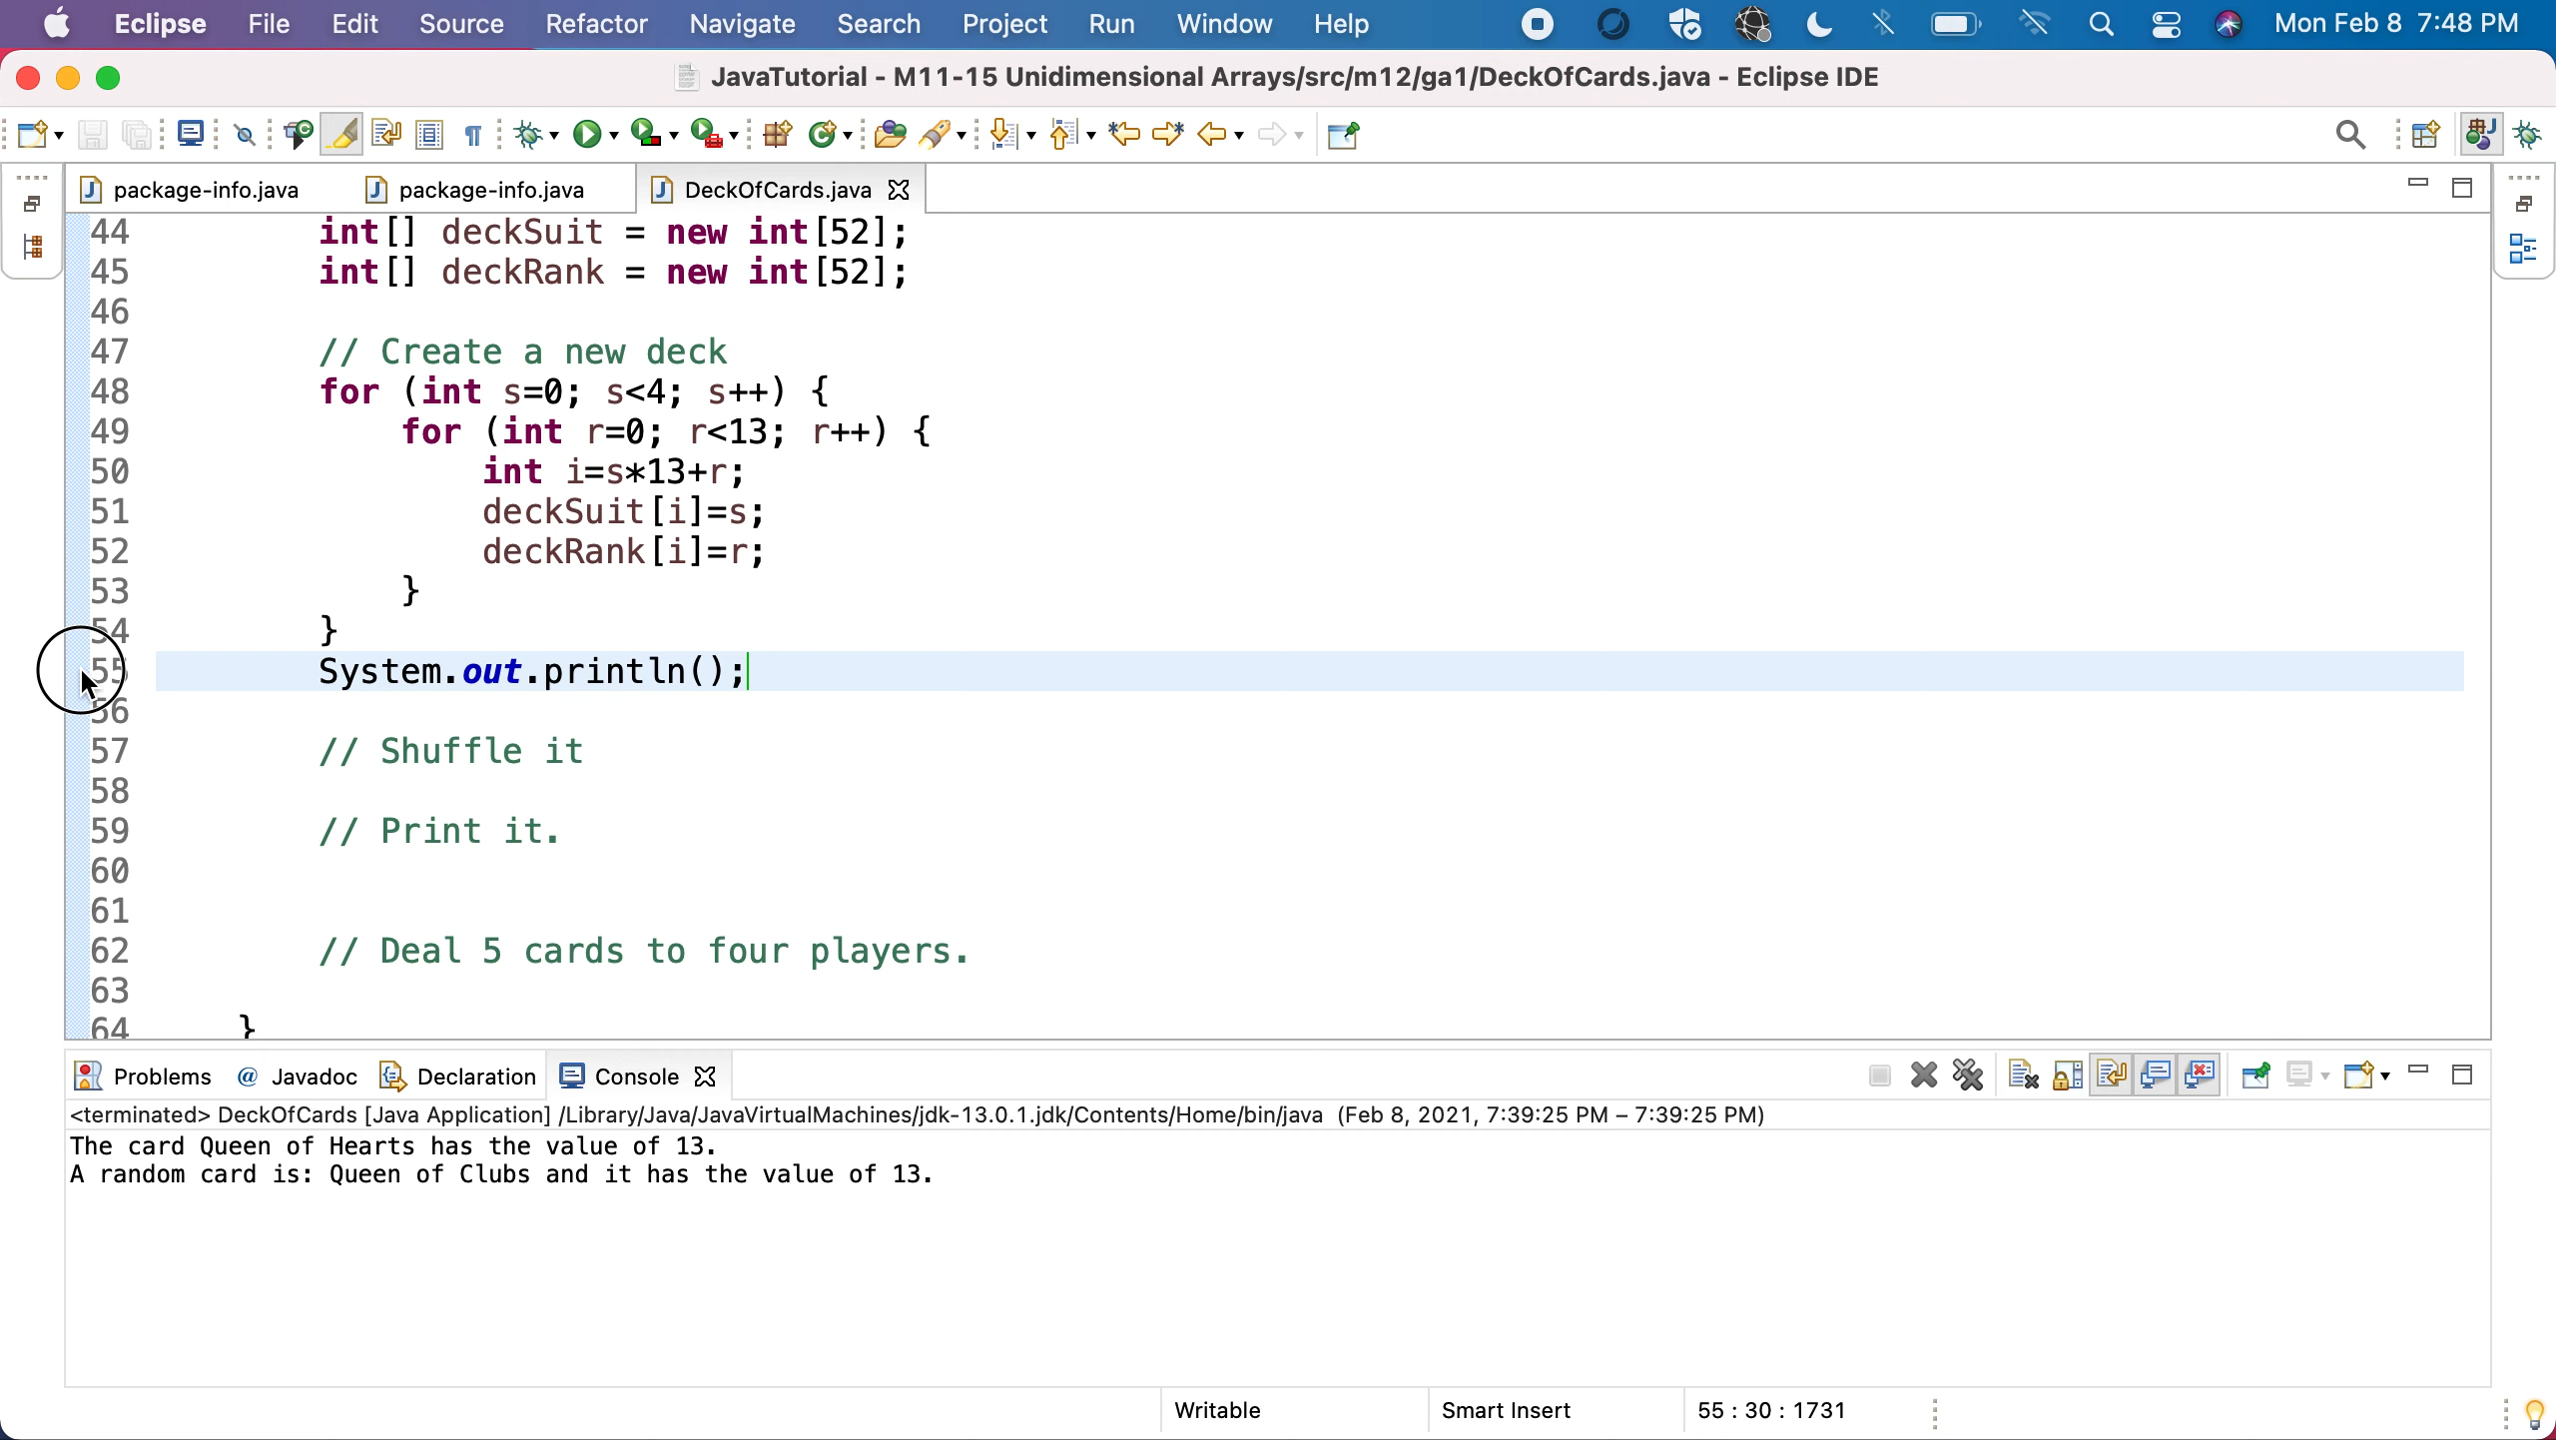 Eclipse File Edit Source Refactor Navigate Search Project Run Window Help Mon Feb 8 7:48 PM
JavaTutorial - M11-15 Unidimensional Arrays/src/m12/ga1/DeckOfCards.java - Eclipse IDE
package-info.java package-info.java DeckOfCards.java
44 int[] deckSuit = new int[52];
45 int[] deckRank = new int[52];
46
47 // Create a new deck
48 for (int s=0; s<4; s++) {
49 for (int r=0; r<13; r++) {
50 int i=s*13+r;
51 deckSuit[i]=s;
52 deckRank[i]=r;
53 }
54 }
55 System.out.println();
56
57 // Shuffle it
58
59 // Print it.
60
61
62 // Deal 5 cards to four players.
63
64 }
Problems @ Javadoc Declaration Console
<terminated> DeckOfCards [Java Application] /Library/Java/JavaVirtualMachines/jdk-13.0.1.jdk/Contents/Home/bin/java (Feb 8, 2021, 7:39:25 PM – 7:39:25 PM)
The card Queen of Hearts has the value of 13.
A random card is: Queen of Clubs and it has the value of 13.
Writable Smart Insert 55 : 30 : 1731